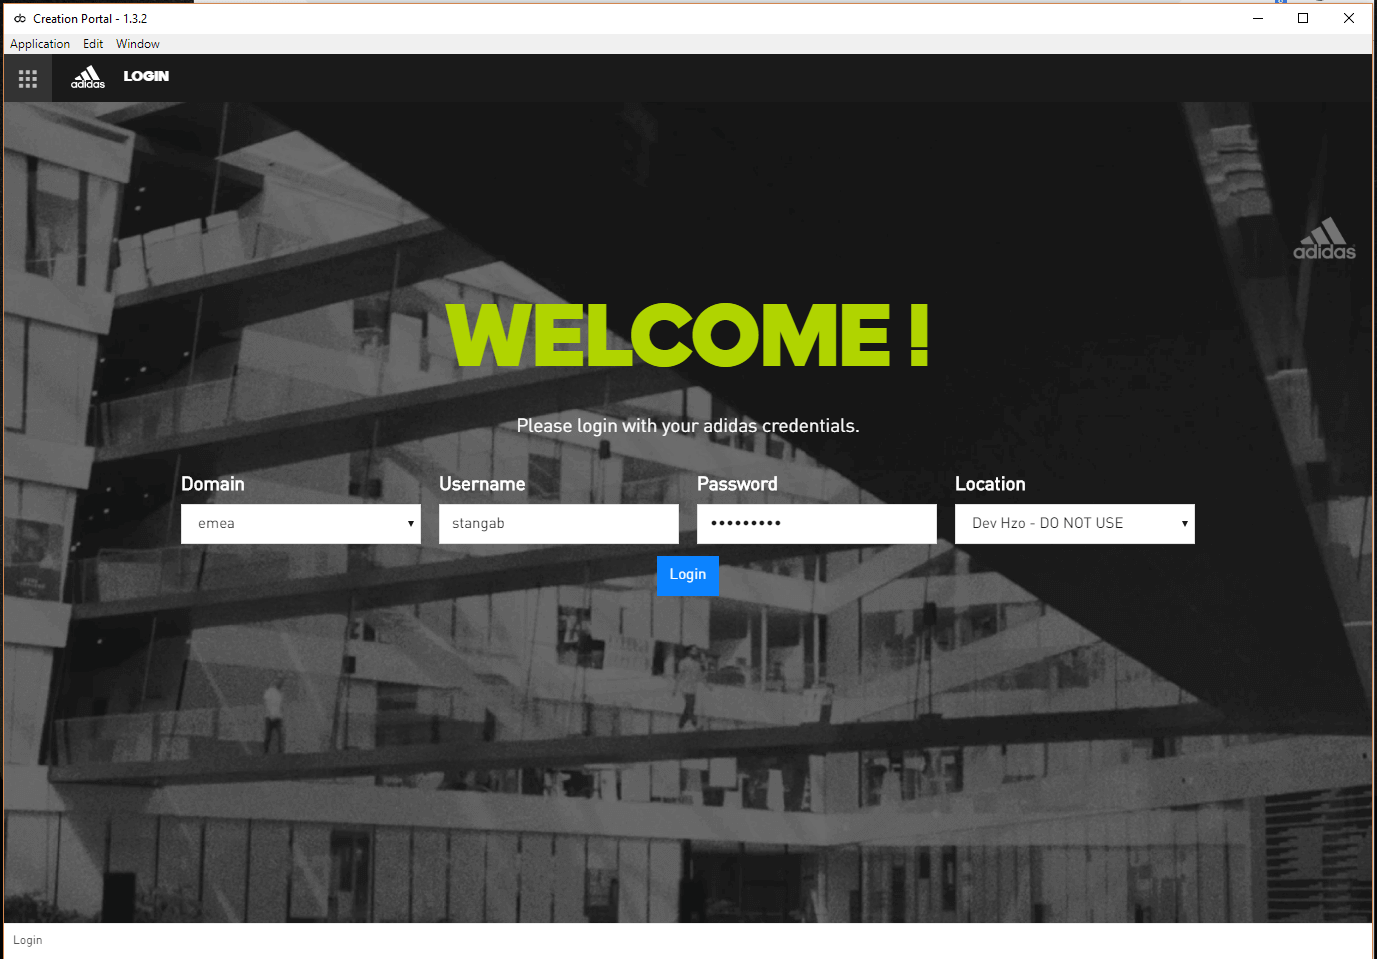 Creation Portal - 1.3.2
Application Edit Window
adidas LOGIN
adidas
WELCOME !
Please login with your adidas credentials.
Domain Username Password Location
emea stangab ••••••••• Dev Hzo - DO NOT USE
Login
Login